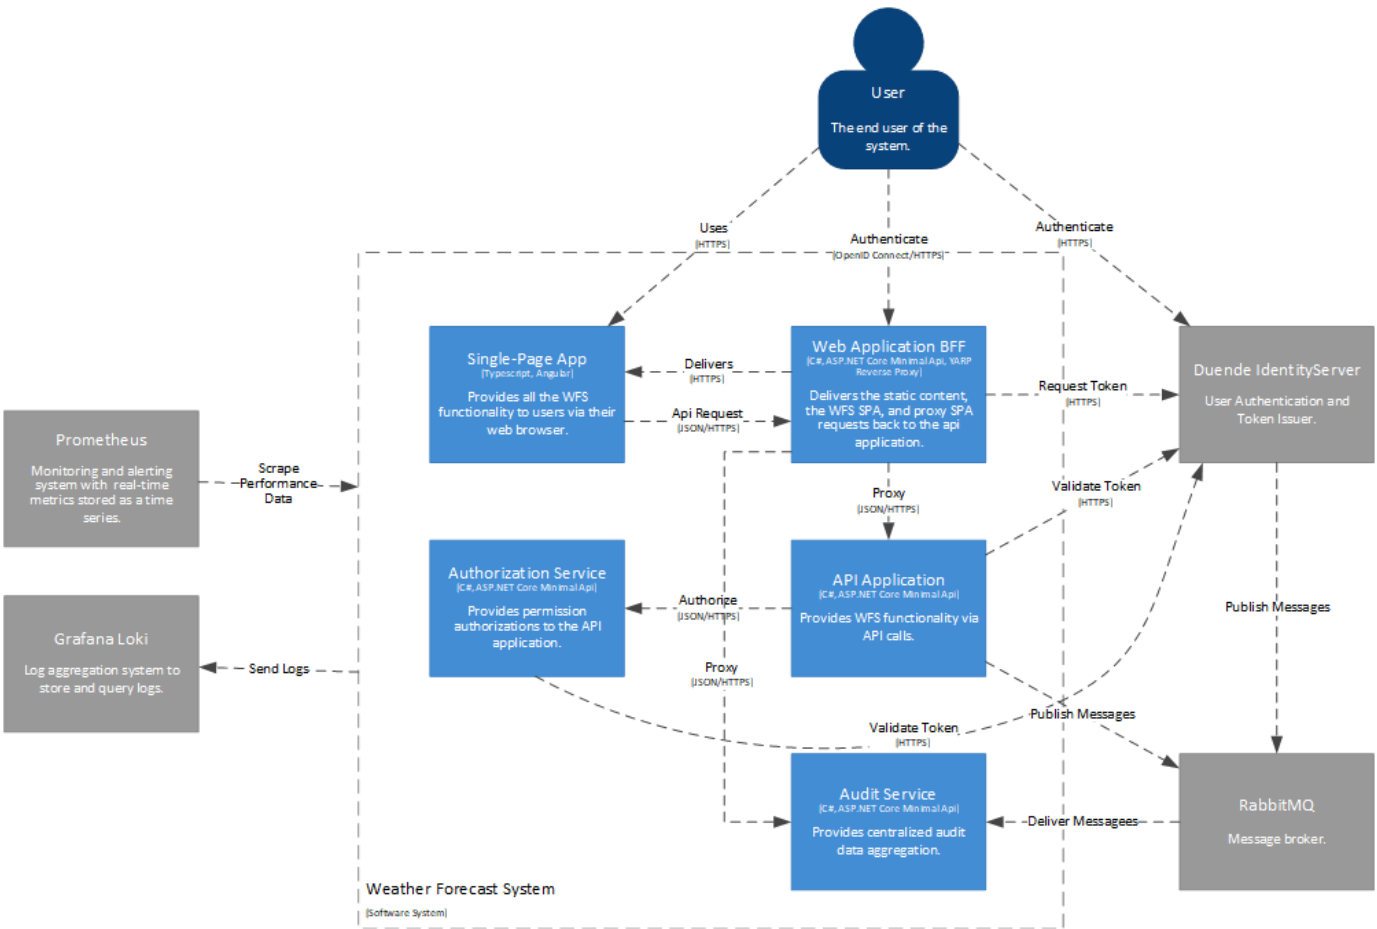 User
The end user of the
system.
Uses
[HTTPS]
Authenticate
[OpenID Connect/HTTPS]
Authenticate
[HTTPS]
Single-Page App
[Typescript, Angular]
Provides all the WFS
functionality to users via their
web browser.
Delivers
[HTTPS]
Api Request
[JSON/HTTPS]
Web Application BFF
[C#, ASP.NET Core Minimal Api, YARP
Reverse Proxy]
Delivers the static content,
the WFS SPA, and proxy SPA
requests back to the api
application.
Request Token
[HTTPS]
Duende IdentityServer
User Authentication and
Token Issuer.
Prometheus
Monitoring and alerting
system with real-time
metrics stored as a time
series.
Scrape
Performance
Data
Proxy
[JSON/HTTPS]
Validate Token
[HTTPS]
Authorization Service
[C#, ASP.NET Core Minimal Api]
Provides permission
authorizations to the API
application.
Authorize
[JSON/HTTPS]
API Application
[C#, ASP.NET Core Minimal Api]
Provides WFS functionality via
API calls.
Publish Messages
Grafana Loki
Log aggregation system to
store and query logs.
Send Logs
Proxy
[JSON/HTTPS]
Publish Messages
Validate Token
[HTTPS]
Audit Service
[C#, ASP.NET Core Minimal Api]
Provides centralized audit
data aggregation.
Deliver Messagees
RabbitMQ
Message broker.
Weather Forecast System
[Software System]